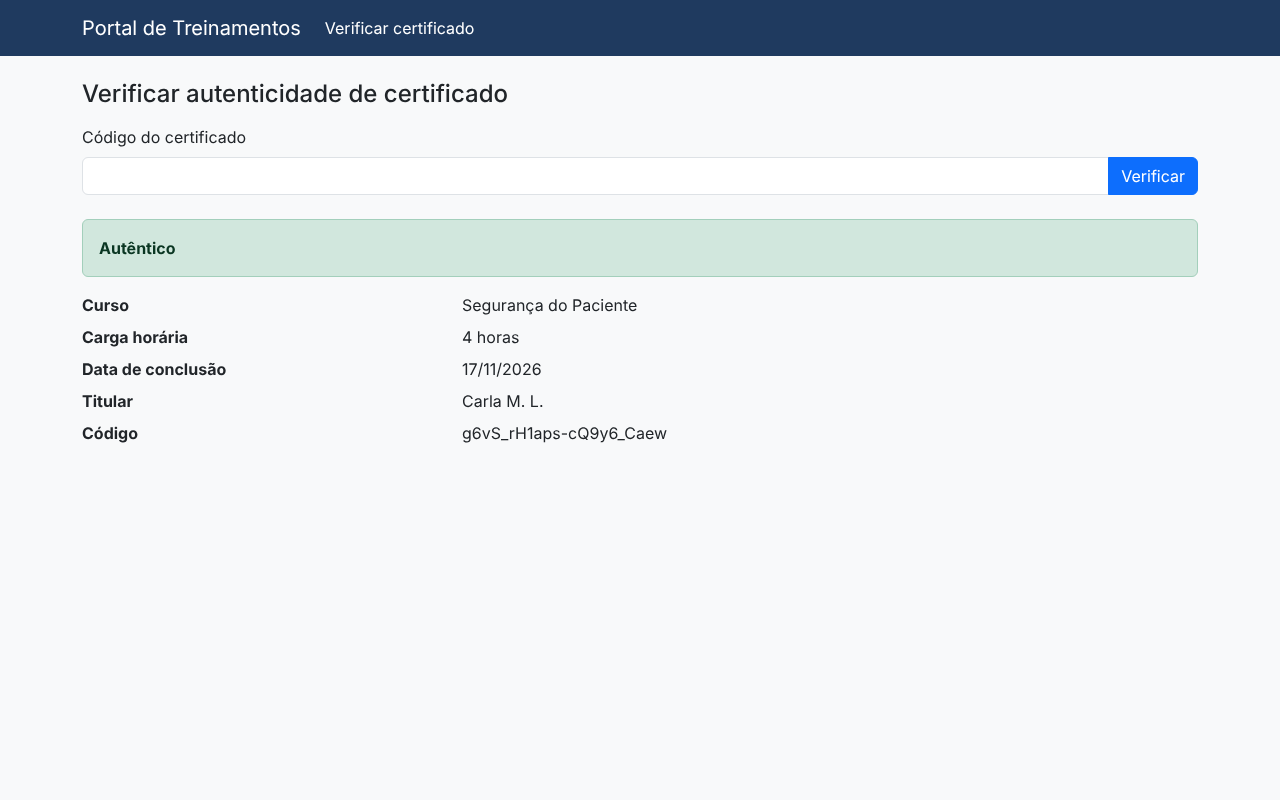 Portal de Treinamentos Verificar certificado
Verificar autenticidade de certificado
Código do certificado
Verificar
Autêntico
Curso Segurança do Paciente
Carga horária 4 horas
Data de conclusão 17/11/2026
Titular Carla M. L.
Código g6vS_rH1aps-cQ9y6_Caew